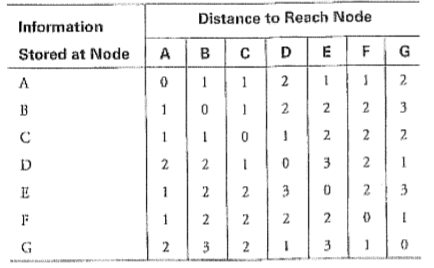 Distance to Reach Node
Information
Stored at Node A B C D E F G
A 0 1 1 2 1 1 2
B 1 0 1 2 2 2 3
C 1 1 0 1 2 2 2
D 2 2 1 0 3 2 1
E 1 2 2 3 0 2 3
F 1 2 2 2 2 0 1
G 2 3 2 1 3 1 0